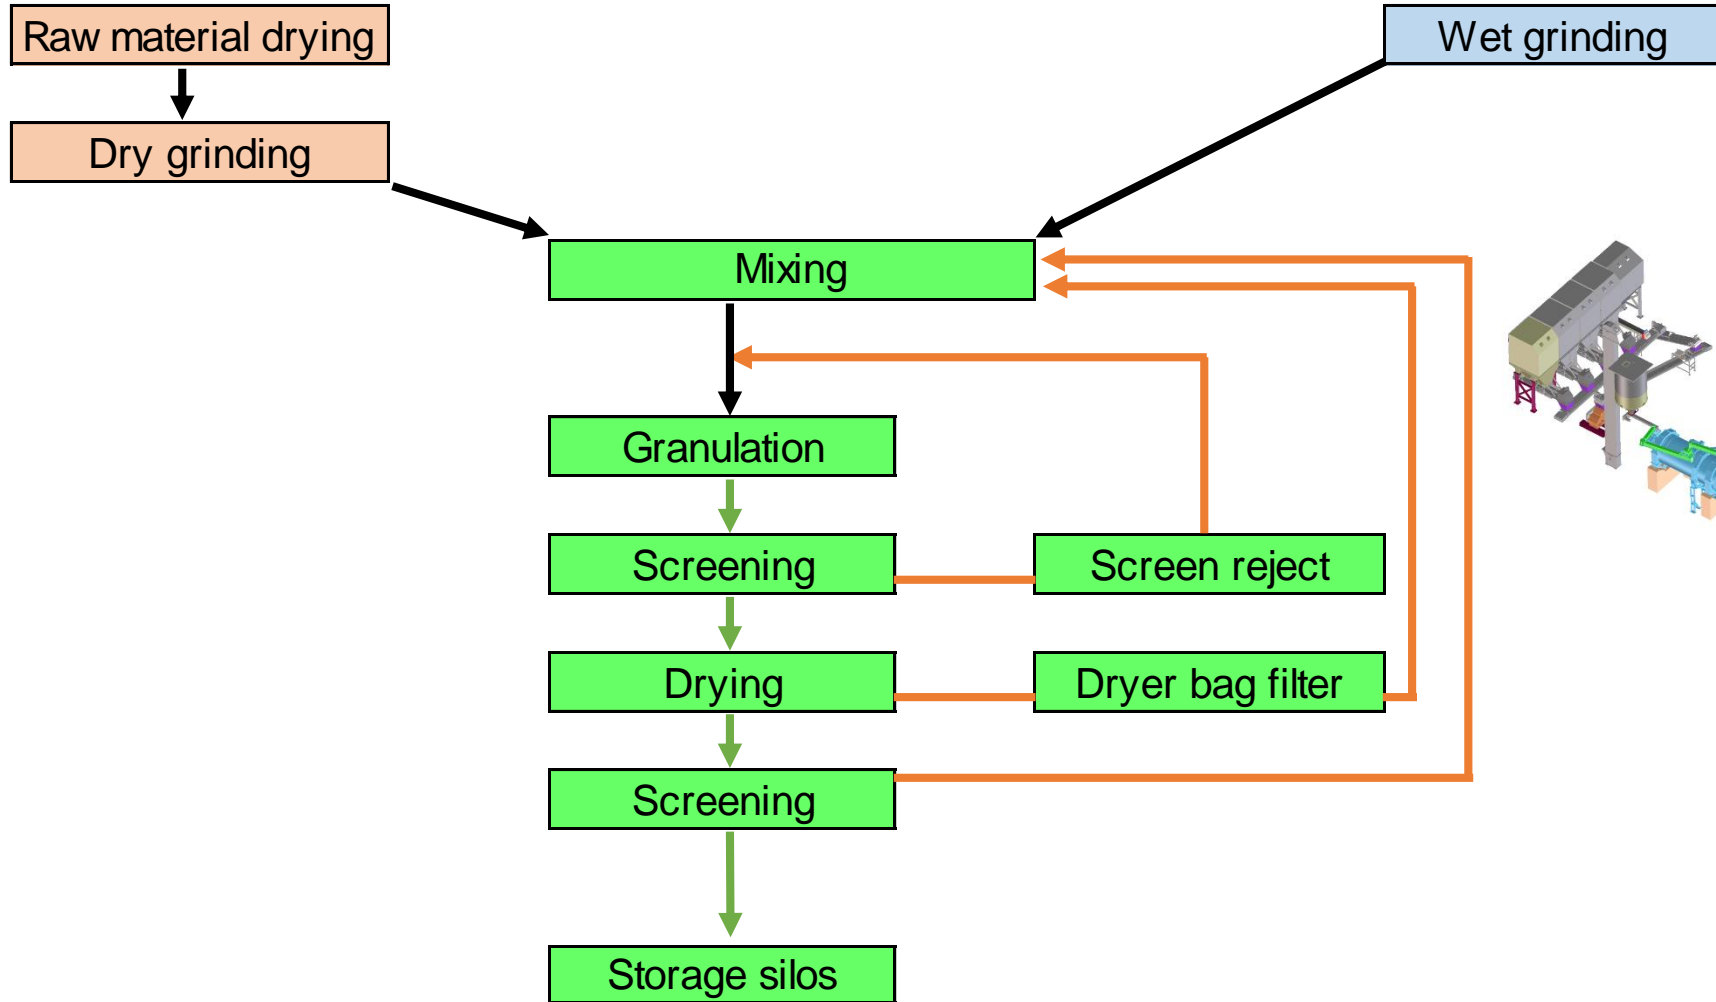 Raw material drying
Wet grinding
Dry grinding
Mixing
Granulation
Screening
Screen reject
Drying
Dryer bag filter
Screening
Storage silos